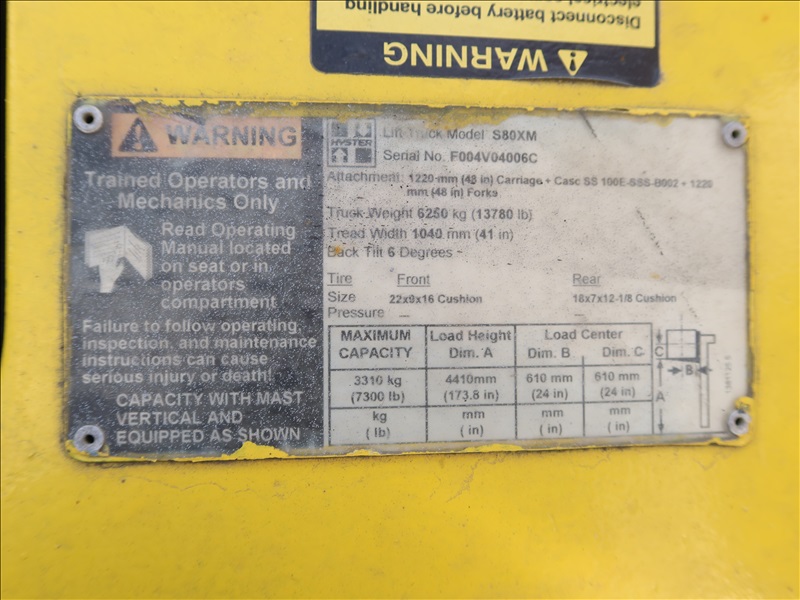 electrical
Disconnect battery before handling
WARNING
WARNING
Trained Operators and
Mechanics Only
Read Operating
Manual located
on seat or in
operators
compartment
Failure to follow operating,
inspection, and maintenance
instructions can cause
serious injury or death!
CAPACITY WITH MAST
VERTICAL AND
EQUIPPED AS SHOWN
HYSTER
Lift Truck Model S80XM
Serial No. F004V04006C
Attachment 1220 mm (48 in) Carriage + Casc SS 100E-SSS-B002 + 1220
mm (48 in) Forks
Truck Weight 6250 kg (13780 lb)
Tread Width 1040 mm (41 in)
Back Tilt 6 Degrees
Tire Front Rear
Size 22x9x16 Cushion 18x7x12-1/8 Cushion
Pressure – –
MAXIMUM CAPACITY Load Height Dim. A Load Center Dim. B Dim. C
3310 kg 4410mm 610 mm 610 mm
(7300 lb) (173.8 in) (24 in) (24 in)
kg mm mm mm
( lb) ( in) ( in) ( in)
C
B
A